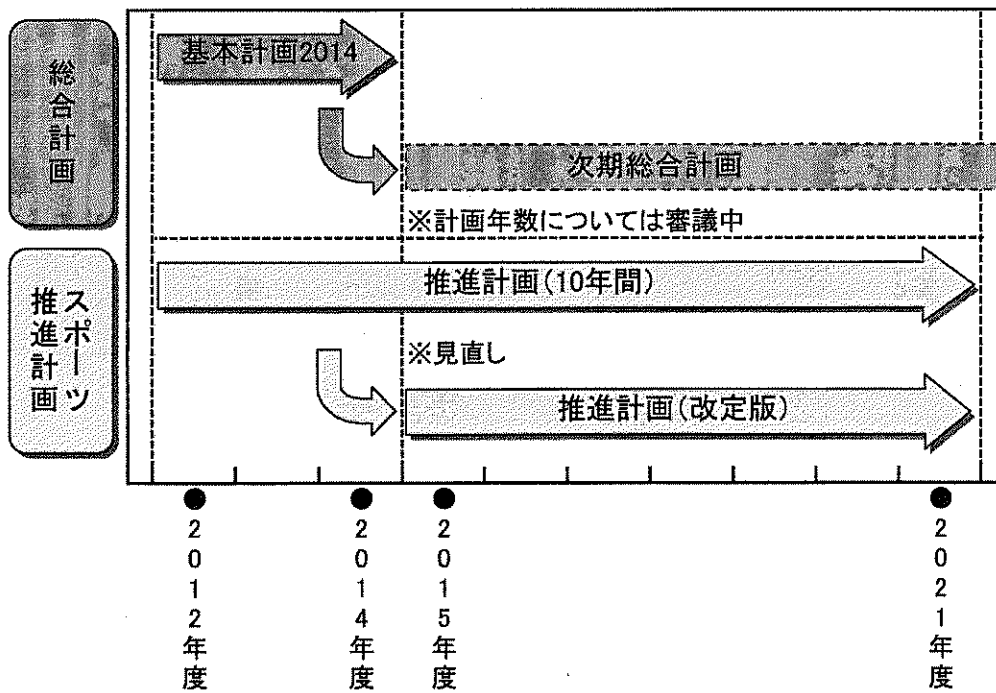 総合計画
基本計画2014
次期総合計画
※計画年数については審議中
スポーツ
推進計画
推進計画(10年間)
※見直し
推進計画(改定版)
●2012年度
●2014年度
●2015年度
●2021年度